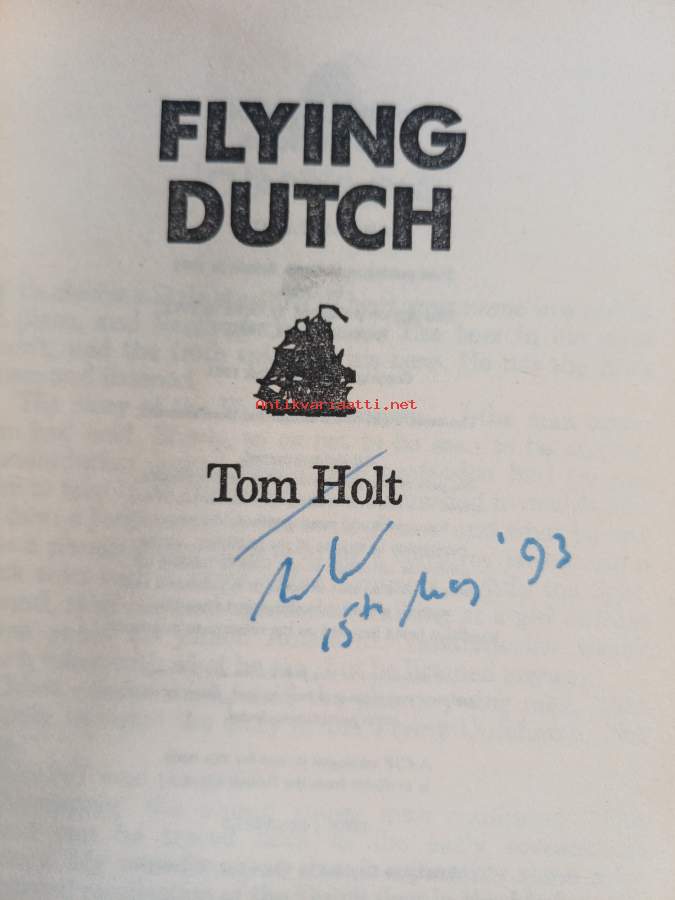 FLYING
DUTCH
Antikvariaatti.net
Tom Holt
15th May '93